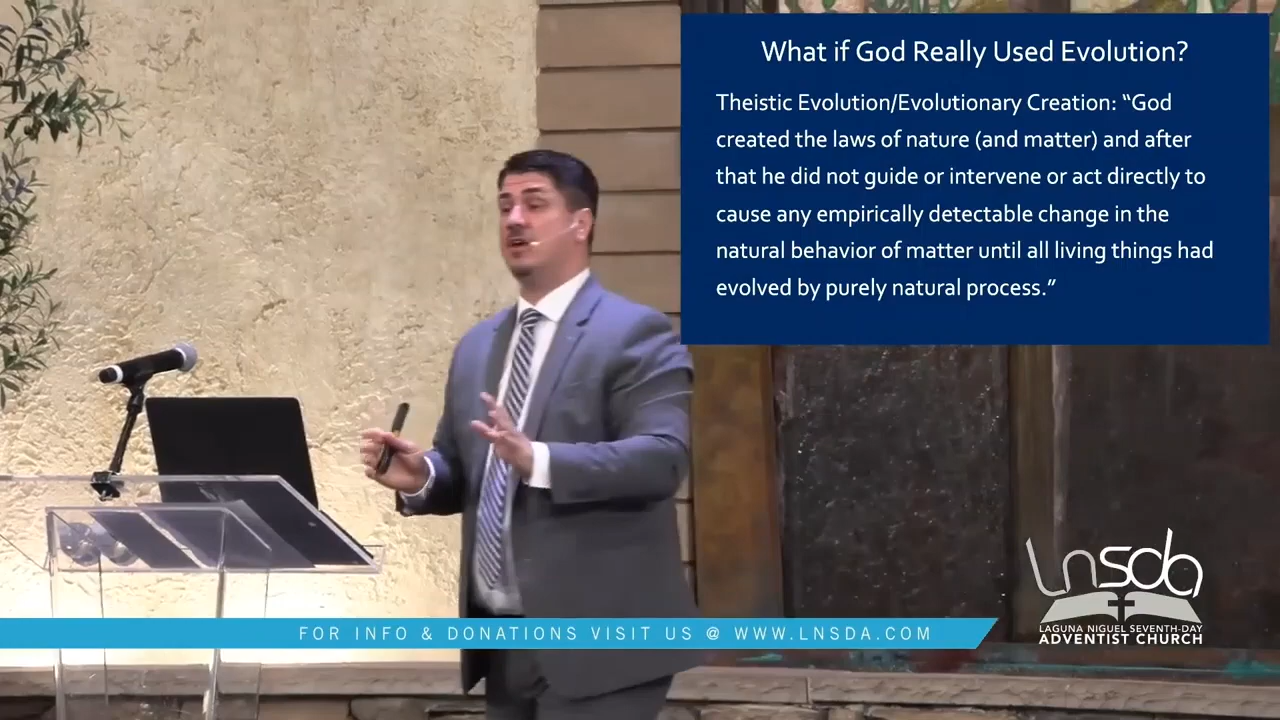 What if God Really Used Evolution?
Theistic Evolution/Evolutionary Creation: “God
created the laws of nature (and matter) and after
that he did not guide or intervene or act directly to
cause any empirically detectable change in the
natural behavior of matter until all living things had
evolved by purely natural process.”
lnsda
LAGUNA NIGUEL SEVENTH-DAY
ADVENTIST CHURCH
FOR INFO & DONATIONS VISIT US @ WWW.LNSDA.COM